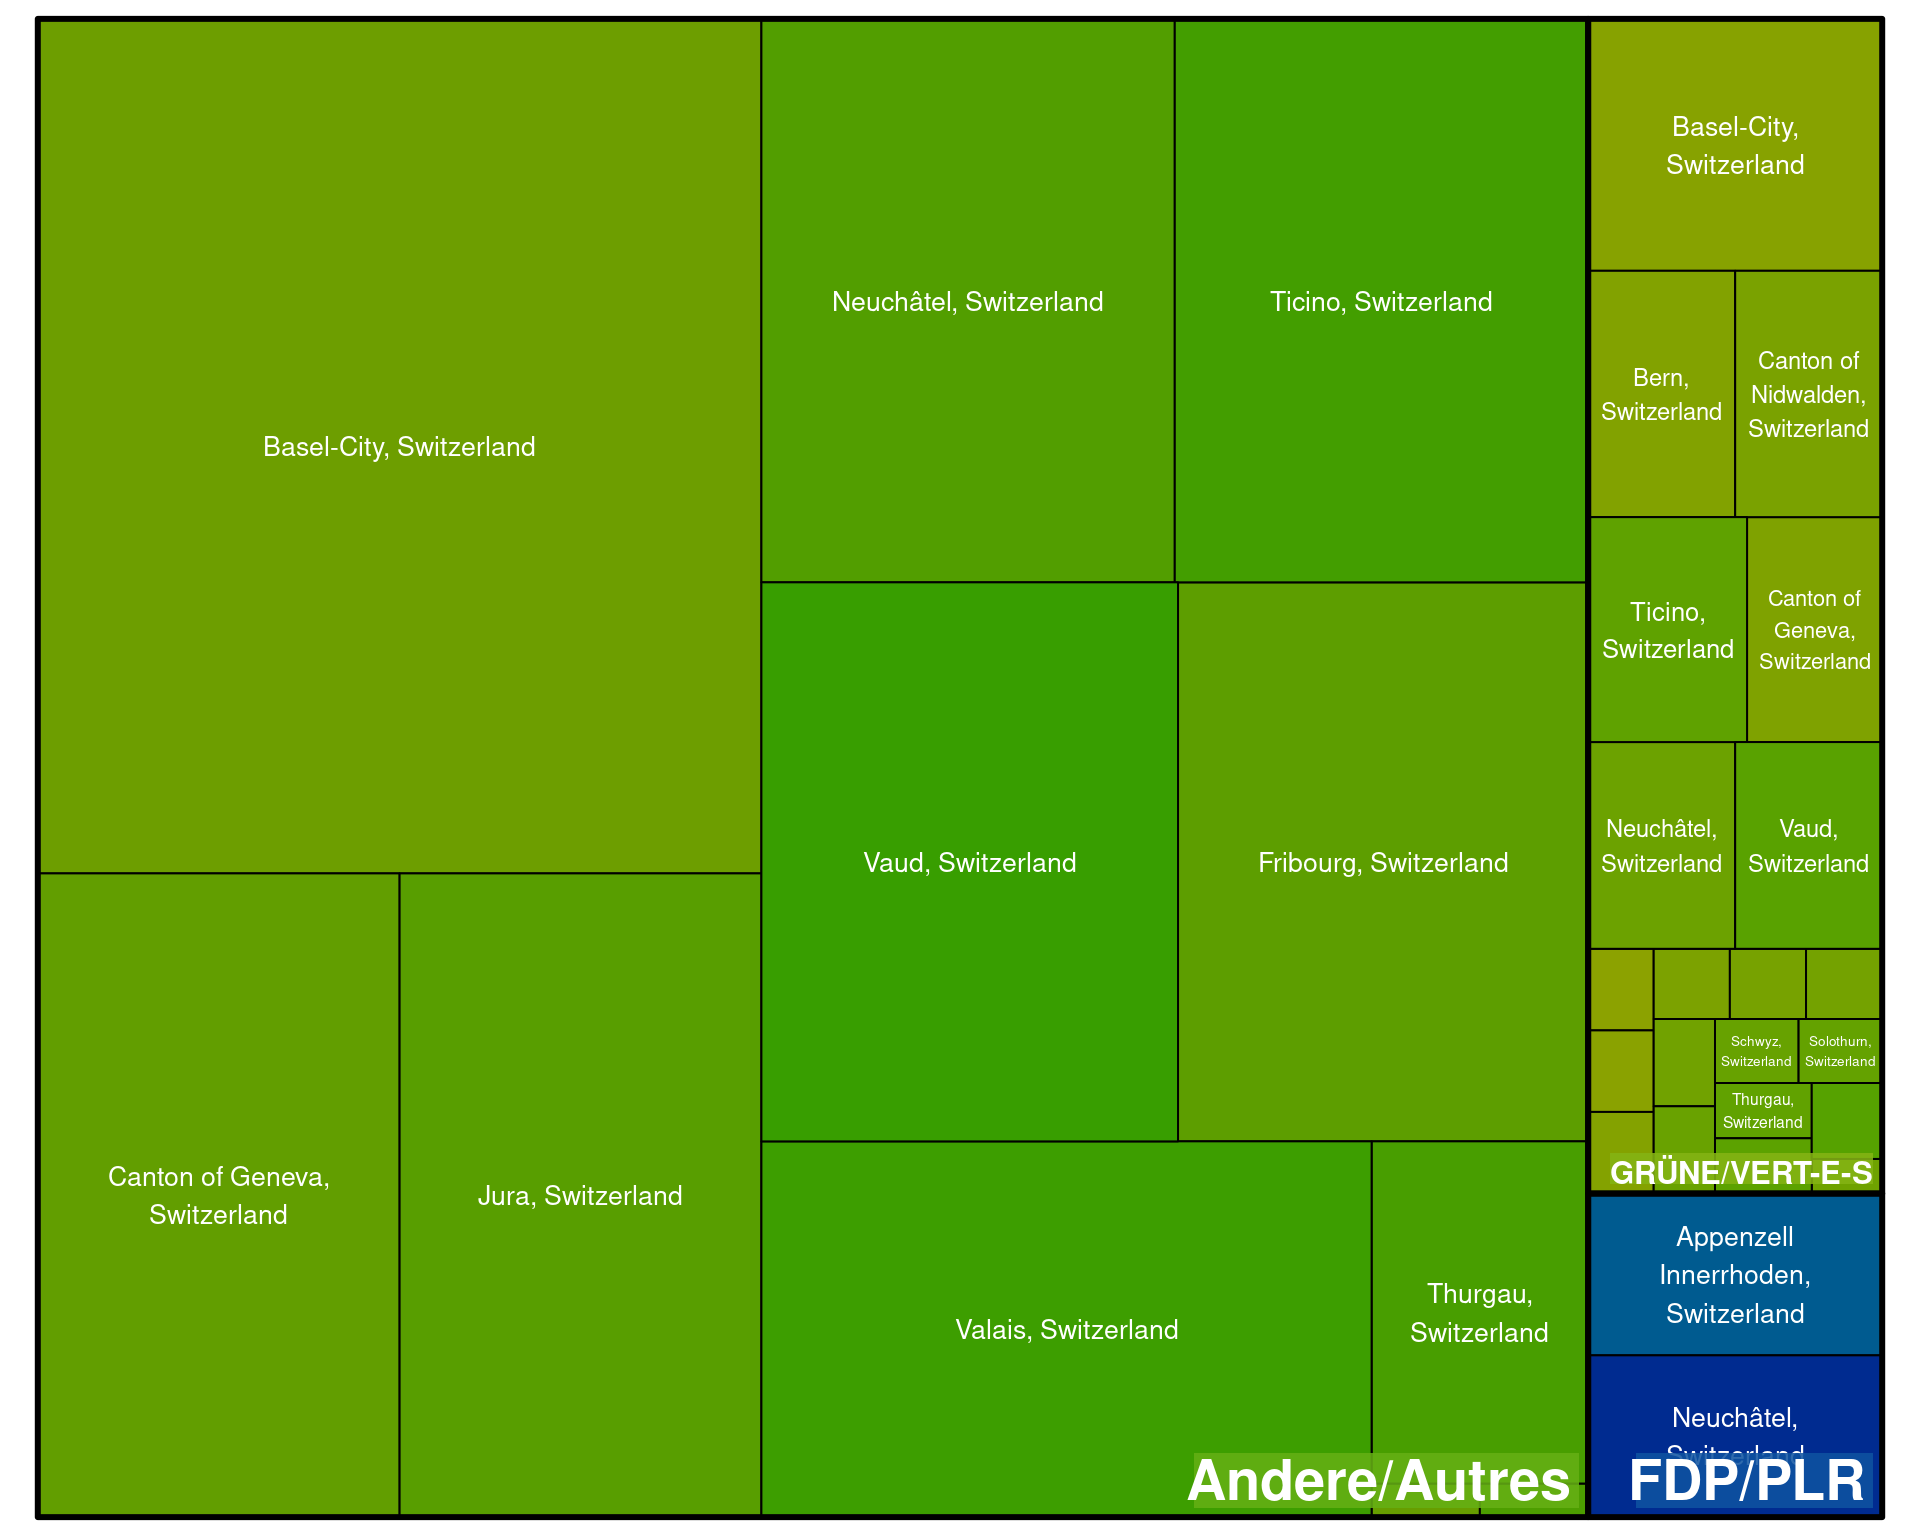 Basel-City, Switzerland
Neuchâtel, Switzerland
Ticino, Switzerland
Vaud, Switzerland
Fribourg, Switzerland
Canton of Geneva,
Switzerland
Jura, Switzerland
Valais, Switzerland
Thurgau,
Switzerland
Andere/Autres
Basel-City,
Switzerland
Bern,
Switzerland
Canton of
Nidwalden,
Switzerland
Ticino,
Switzerland
Canton of
Geneva,
Switzerland
Neuchâtel,
Switzerland
Vaud,
Switzerland
Schwyz,
Switzerland
Solothurn,
Switzerland
Thurgau,
Switzerland
GRÜNE/VERT-E-S
Appenzell
Innerrhoden,
Switzerland
Neuchâtel,
Switzerland
FDP/PLR